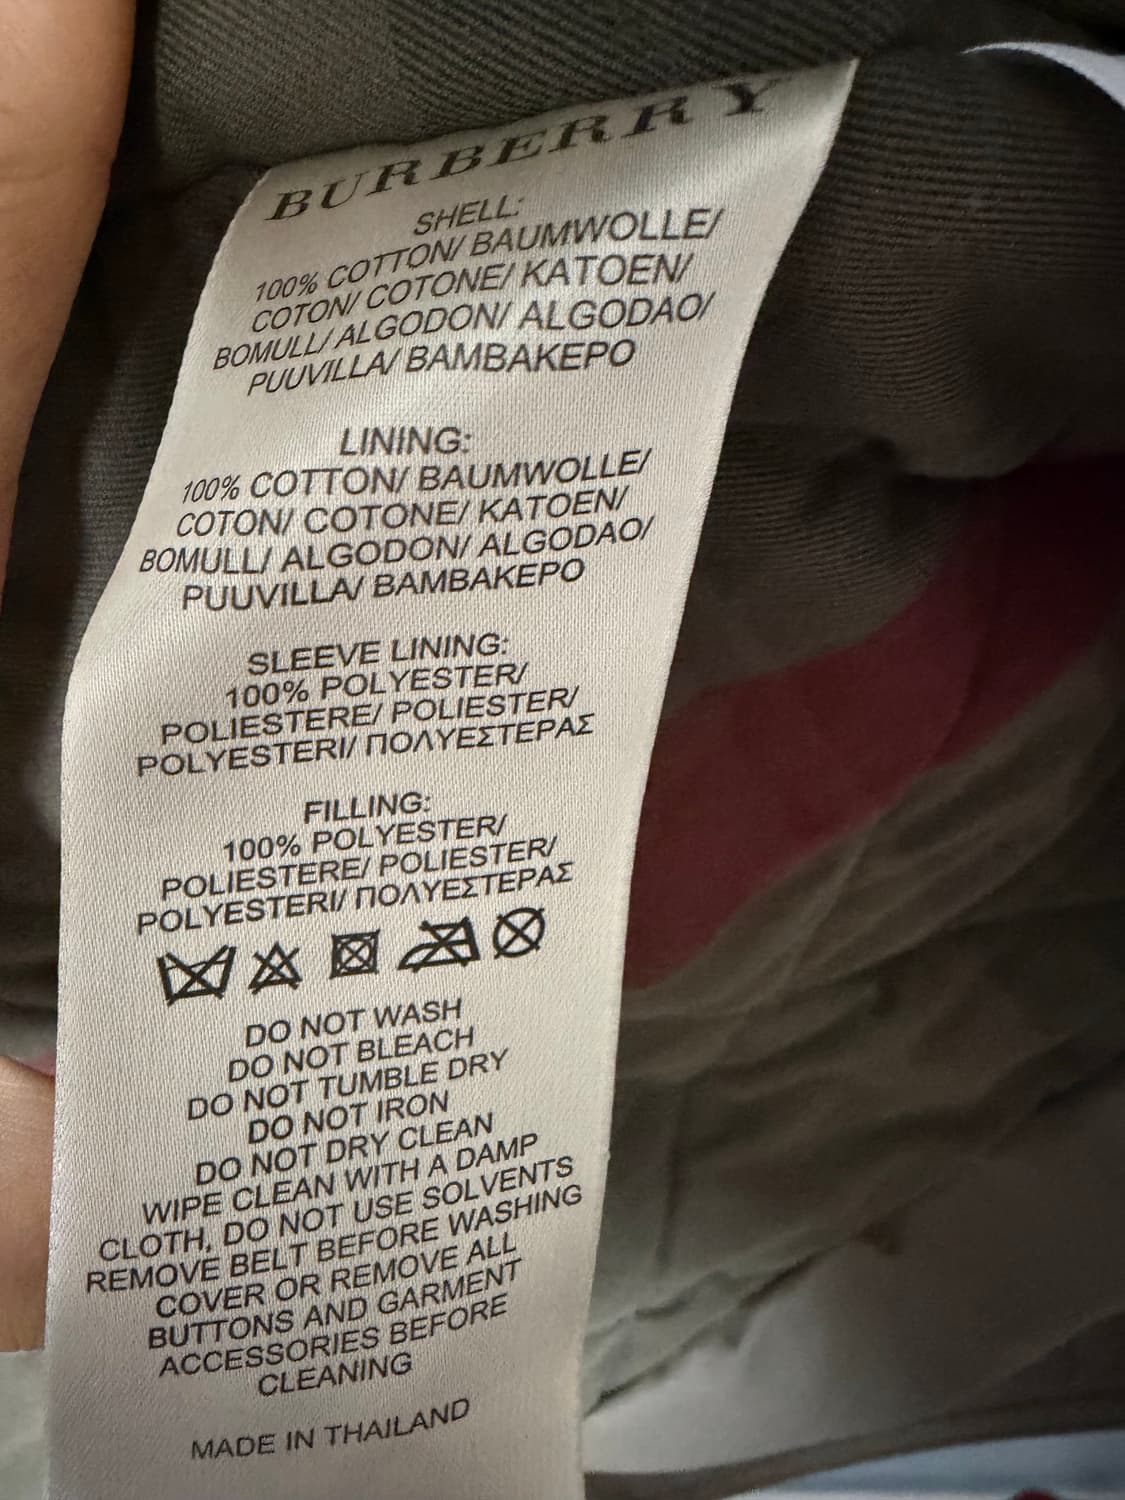 BURBERRY
SHELL:
100% COTTON/ BAUMWOLLE/
COTON/ COTONE/ KATOEN/
BOMULL/ ALGODON/ ALGODAO/
PUUVILLA/ BAMBAKEPO
LINING:
100% COTTON/ BAUMWOLLE/
COTON/ COTONE/ KATOEN/
BOMULL/ ALGODON/ ALGODAO/
PUUVILLA/ BAMBAKEPO
SLEEVE LINING:
100% POLYESTER/
POLIESTERE/ POLIESTER/
POLYESTERI/ ΠΟΛΥΕΣΤΕΡΑΣ
FILLING:
100% POLYESTER/
POLIESTERE/ POLIESTER/
POLYESTERI/ ΠΟΛΥΕΣΤΕΡΑΣ
DO NOT WASH
DO NOT BLEACH
DO NOT TUMBLE DRY
DO NOT IRON
DO NOT DRY CLEAN
WIPE CLEAN WITH A DAMP
CLOTH, DO NOT USE SOLVENTS
REMOVE BELT BEFORE WASHING
COVER OR REMOVE ALL
BUTTONS AND GARMENT
ACCESSORIES BEFORE
CLEANING
MADE IN THAILAND